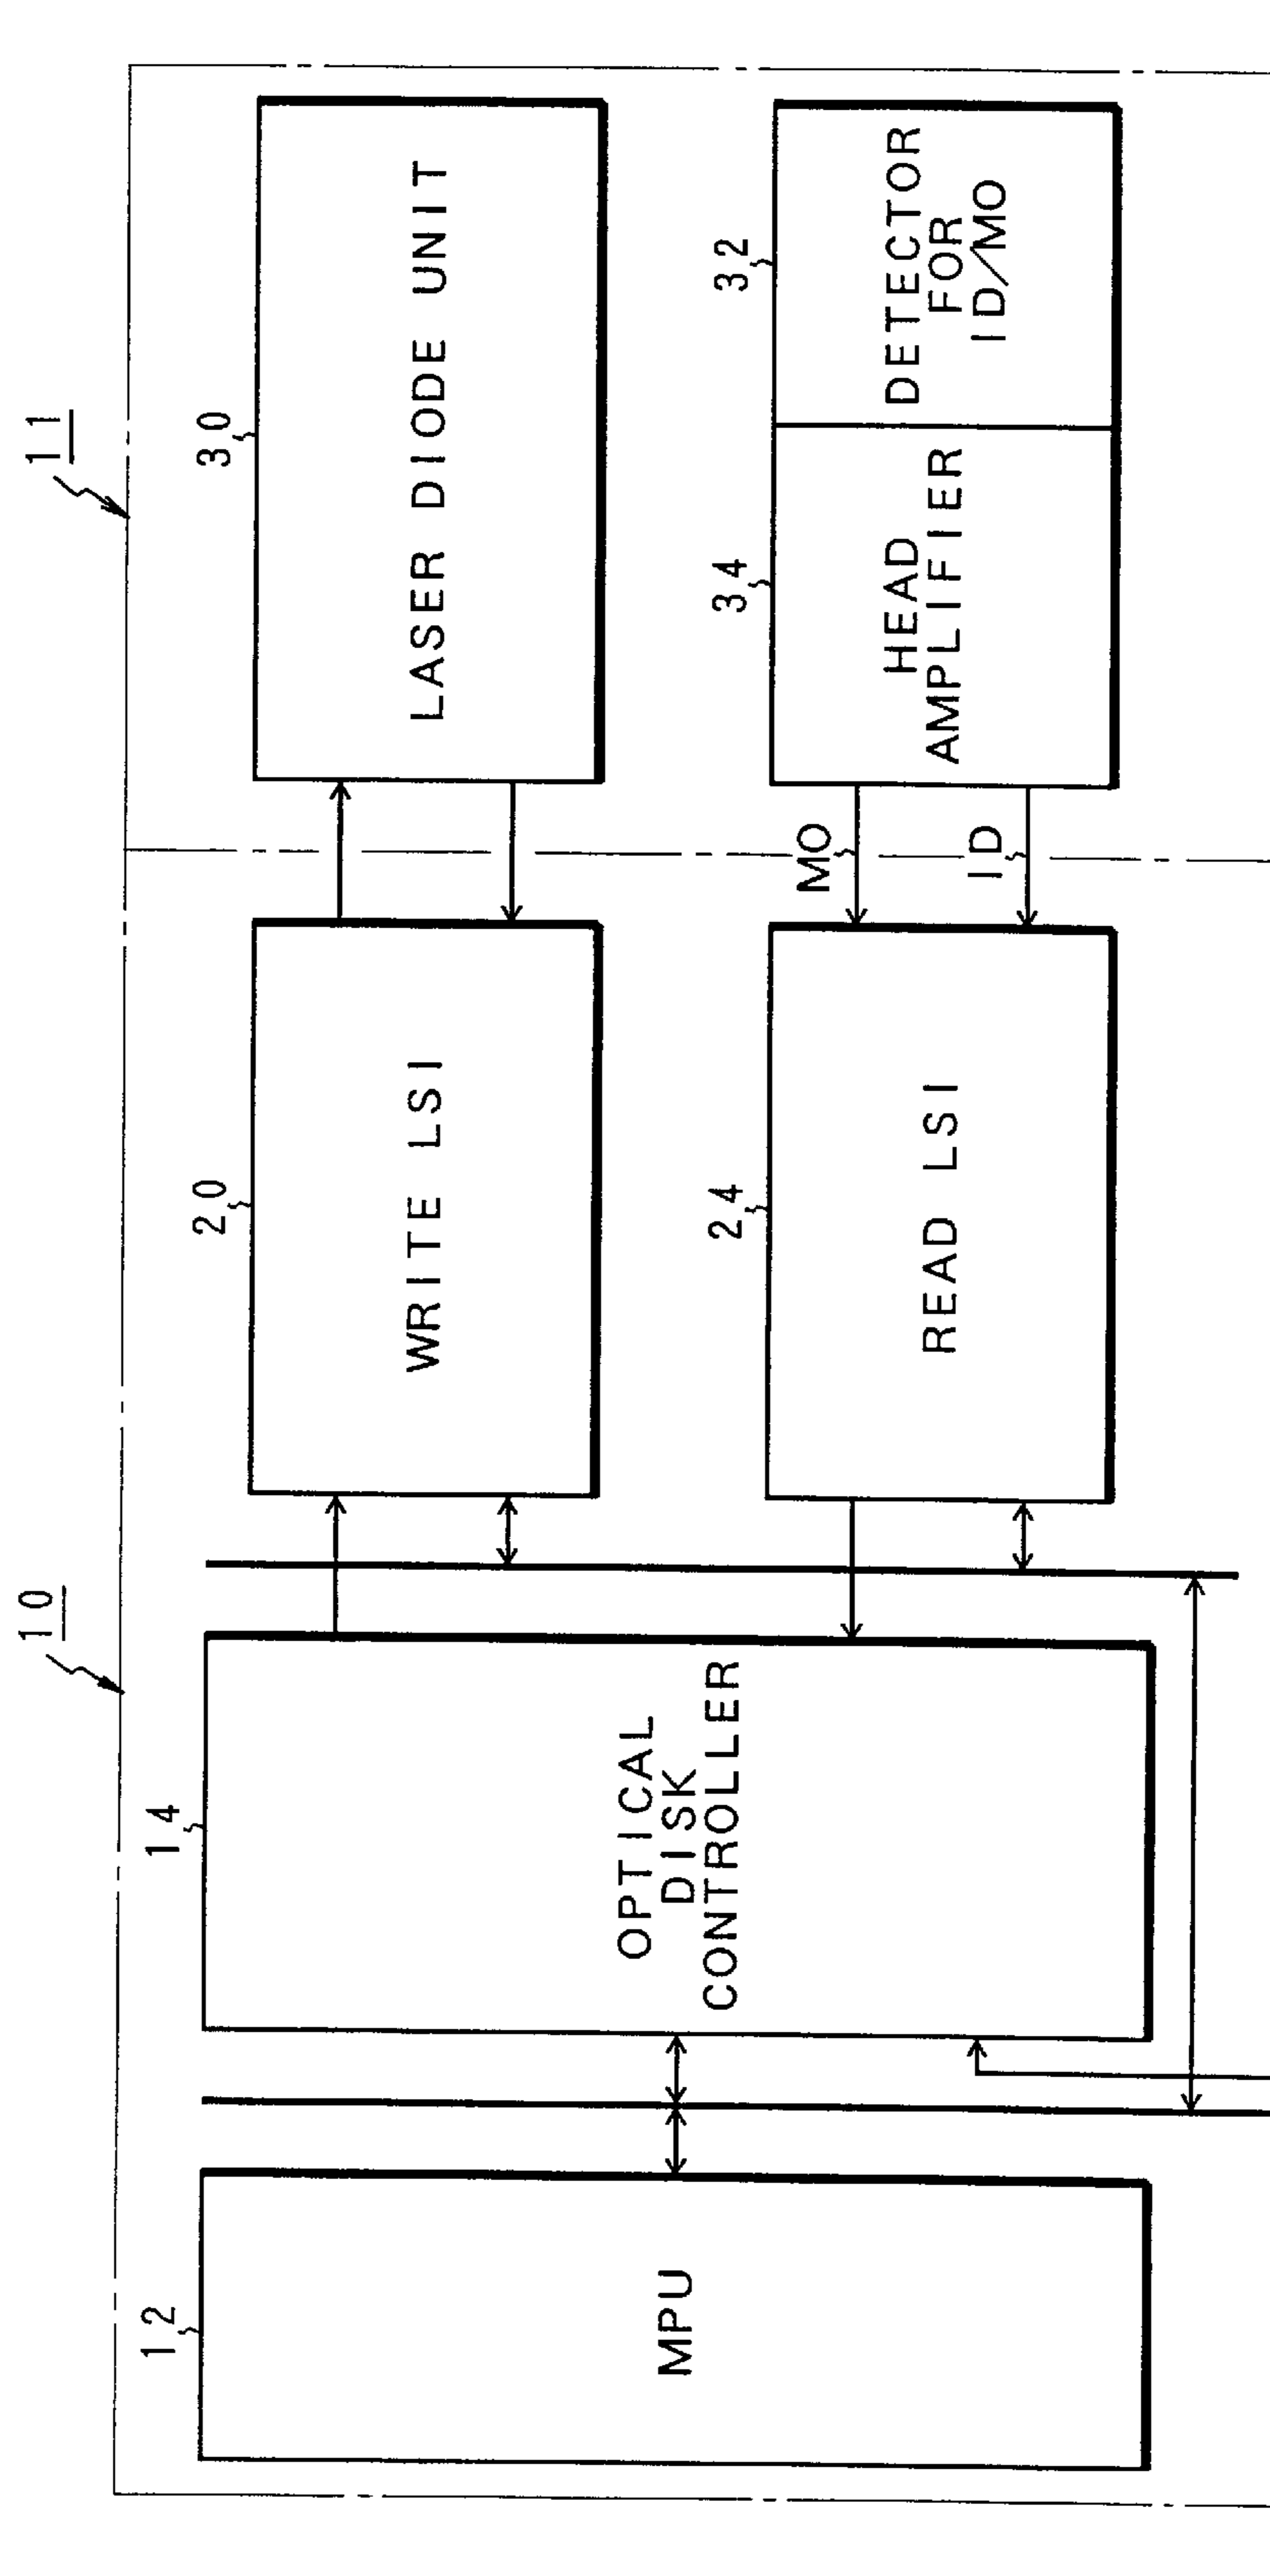 10
11
12
MPU
14
OPTICAL
DISK
CONTROLLER
20
WRITE LSI
30
LASER DIODE UNIT
24
READ LSI
MO
ID
34
HEAD
AMPLIFIER
32
DETECTOR
FOR
ID/MO